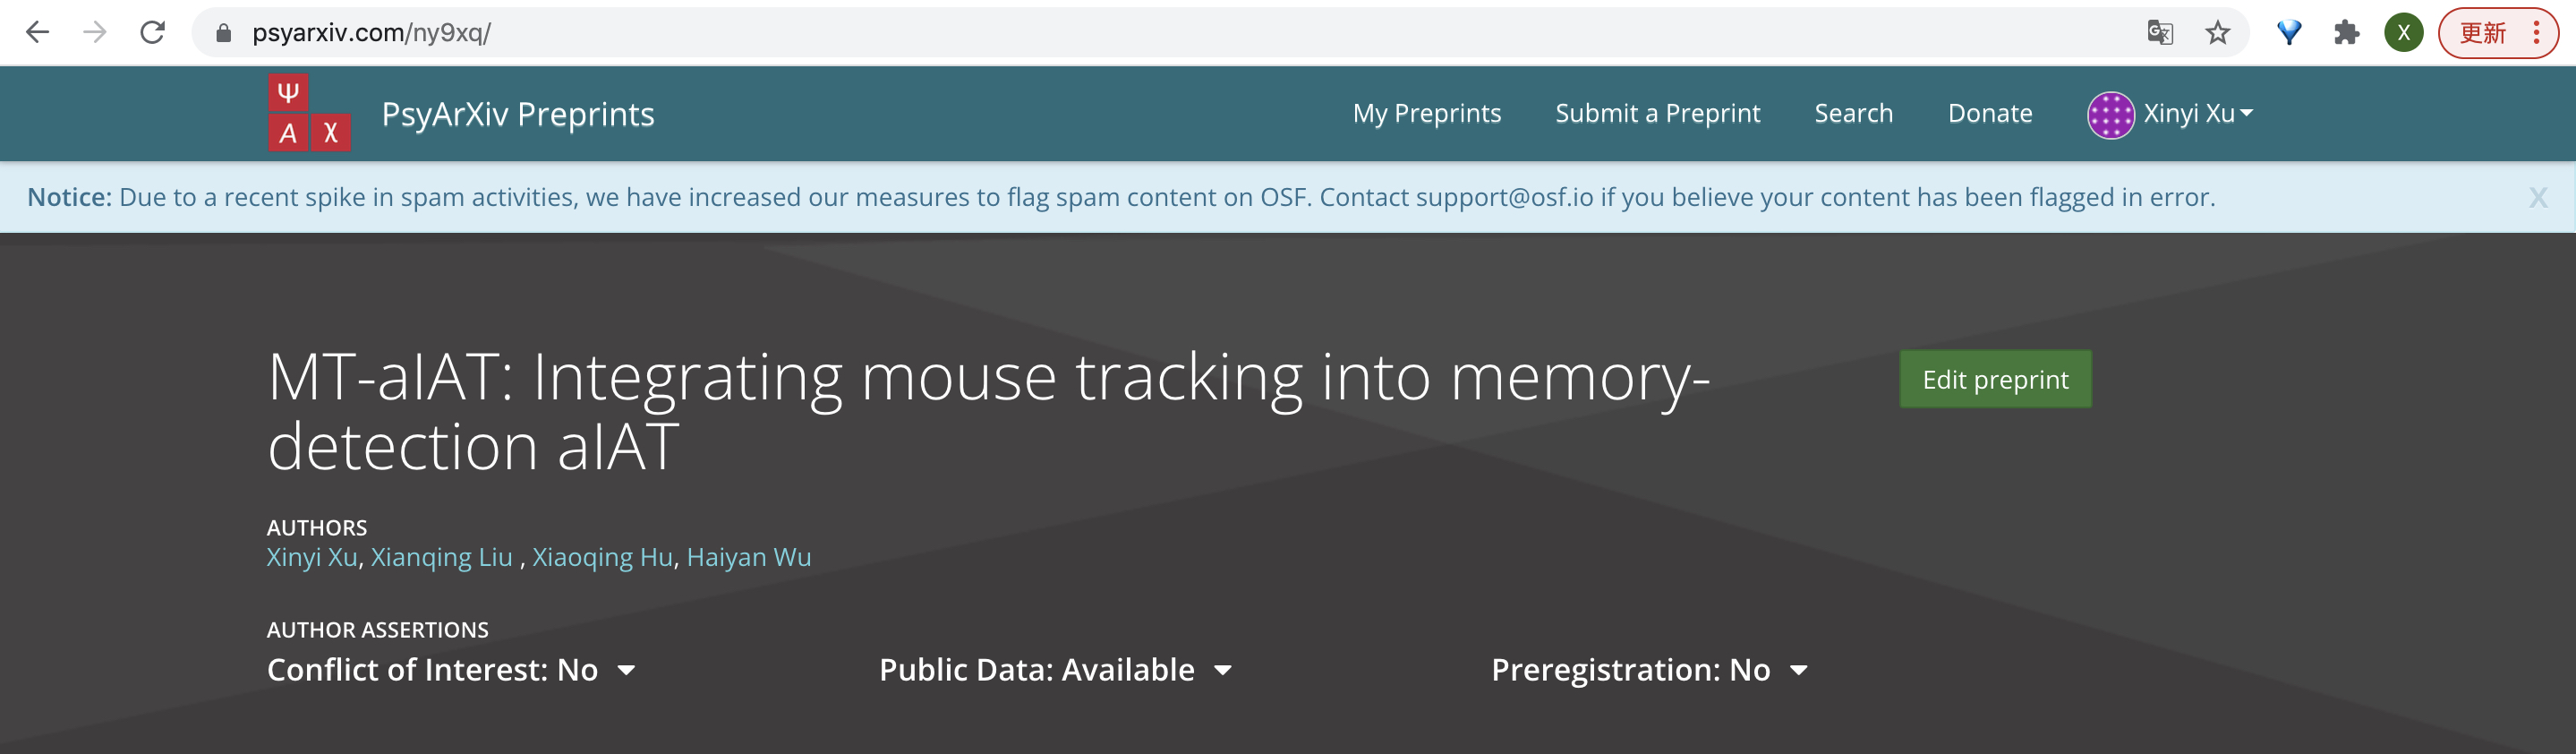 psyarxiv.com/ny9xq/
X
更新
Ψ
A χ
PsyArXiv Preprints
My Preprints
Submit a Preprint
Search
Donate
Xinyi Xu
Notice: Due to a recent spike in spam activities, we have increased our measures to flag spam content on OSF. Contact support@osf.io if you believe your content has been flagged in error.
X
MT-aIAT: Integrating mouse tracking into memory-
detection aIAT
Edit preprint
AUTHORS
Xinyi Xu, Xianqing Liu , Xiaoqing Hu, Haiyan Wu
AUTHOR ASSERTIONS
Conflict of Interest: No
Public Data: Available
Preregistration: No